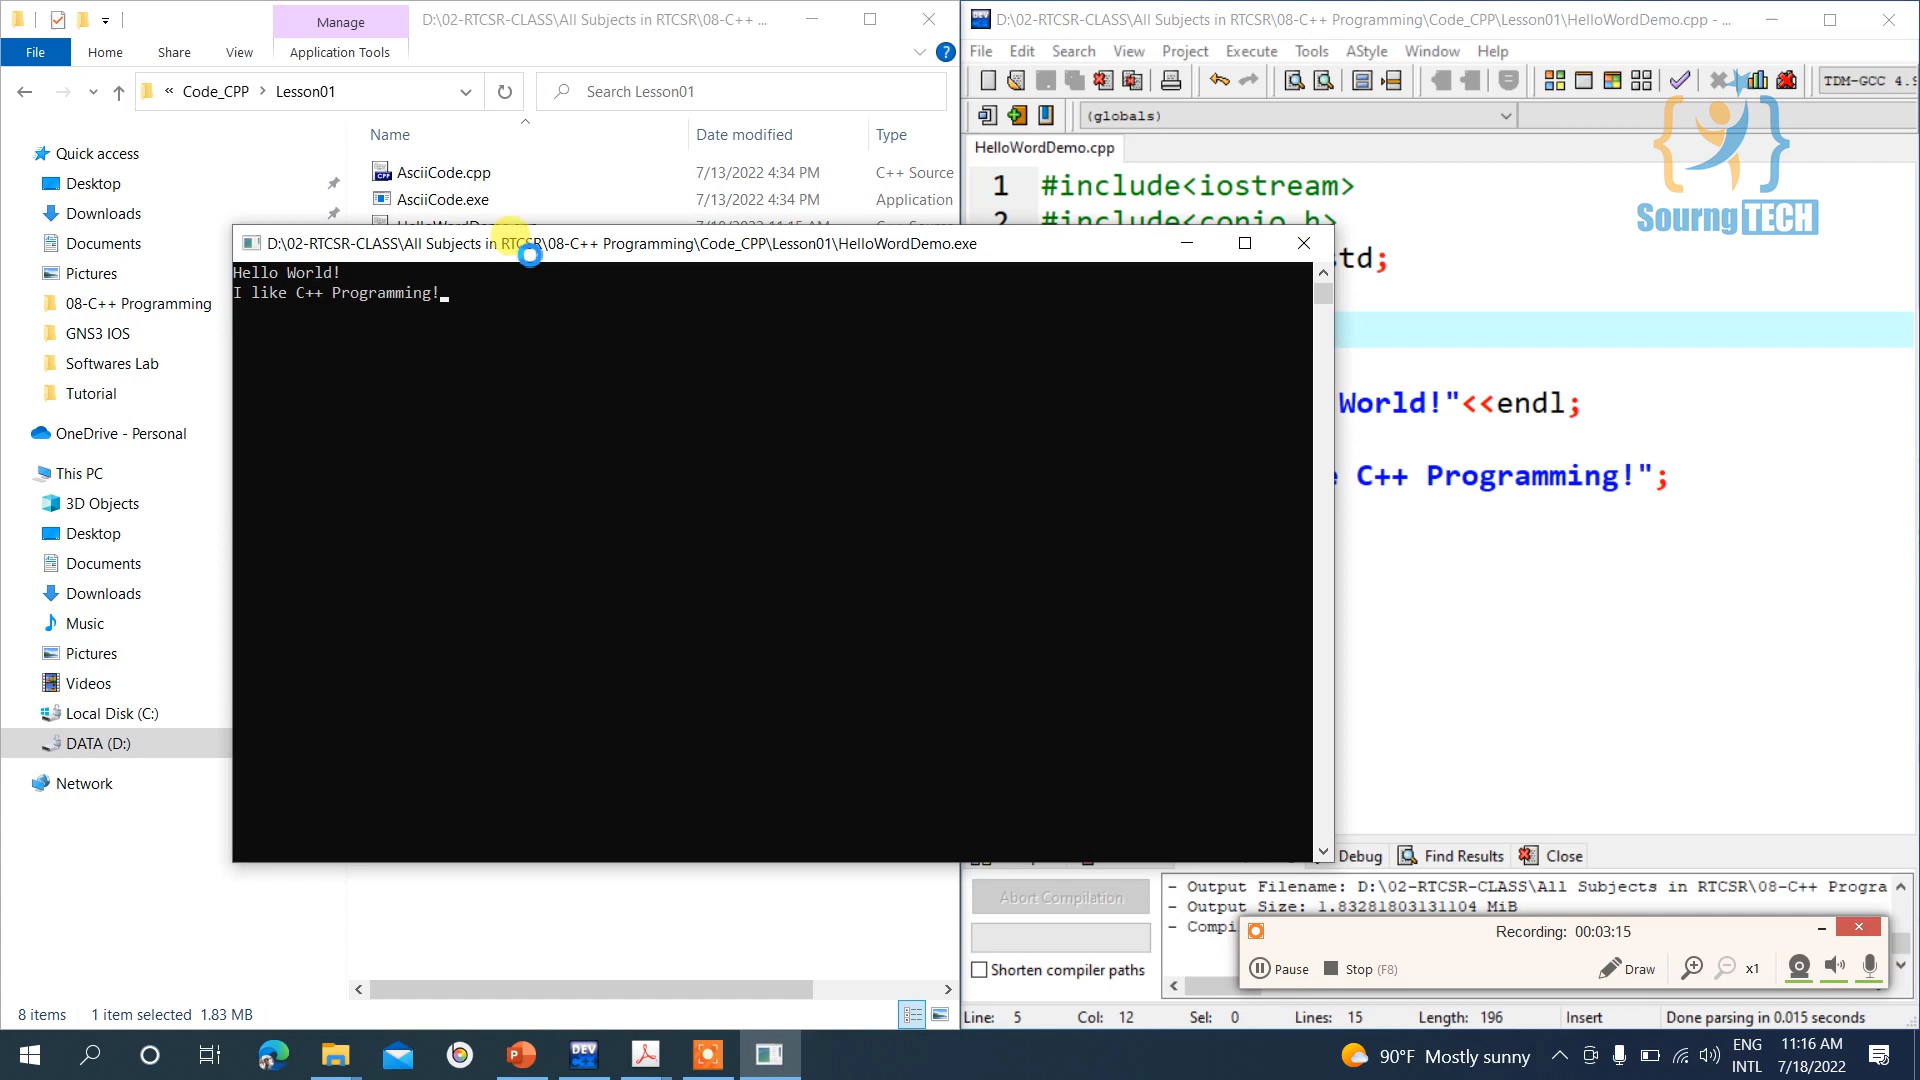 Manage
D:\02-RTCSR-CLASS\All Subjects in RTCSR\08-C++ ...
File Home Share View Application Tools
« Code_CPP > Lesson01
Search Lesson01
Name Date modified Type
Quick access
Desktop
Downloads
Documents
Pictures
08-C++ Programming
GNS3 IOS
Softwares Lab
Tutorial
OneDrive - Personal
This PC
3D Objects
Desktop
Documents
Downloads
Music
Pictures
Videos
Local Disk (C:)
DATA (D:)
Network
AsciiCode.cpp 7/13/2022 4:34 PM C++ Source
AsciiCode.exe 7/13/2022 4:34 PM Application
8 items 1 item selected 1.83 MB
D:\02-RTCSR-CLASS\All Subjects in RTCSR\08-C++ Programming\Code_CPP\Lesson01\HelloWordDemo.exe
Hello World!
I like C++ Programming!
D:\02-RTCSR-CLASS\All Subjects in RTCSR\08-C++ Programming\Code_CPP\Lesson01\HelloWordDemo.cpp - ...
File Edit Search View Project Execute Tools AStyle Window Help
TDM-GCC 4.9
(globals)
HelloWordDemo.cpp
SourngTECH
1 #include<iostream>
2 #include<conio.h>
std;
World!"<<endl;
C++ Programming!";
Debug Find Results Close
Abort Compilation
Shorten compiler paths
- Output Filename: D:\02-RTCSR-CLASS\All Subjects in RTCSR\08-C++ Progra
- Output Size: 1.83281803131104 MiB
- Compi
Recording: 00:03:15
Pause Stop (F8) Draw x1
Line: 5 Col: 12 Sel: 0 Lines: 15 Length: 196 Insert Done parsing in 0.015 seconds
DEV
90°F Mostly sunny
ENG
INTL
11:16 AM
7/18/2022